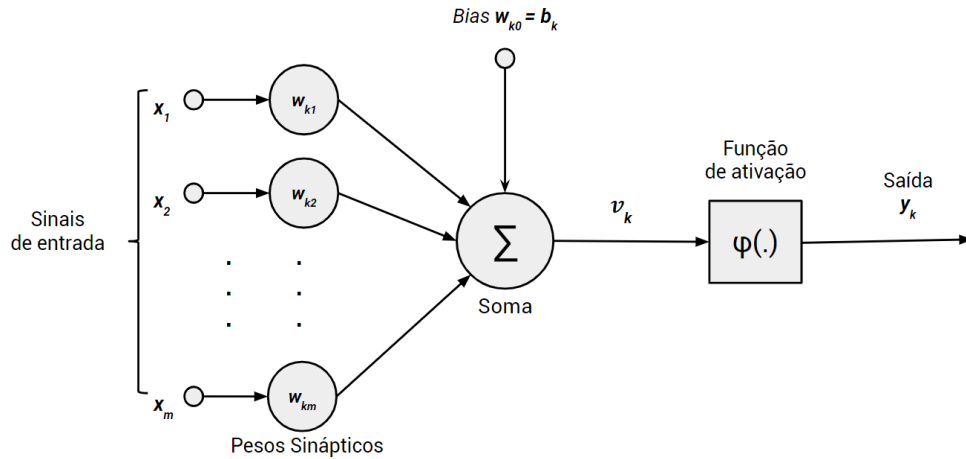 Bias w_k0 = b_k
x_1
w_k1
x_2
w_k2
Sinais
de entrada
.
.
.
.
.
.
x_m
w_km
Pesos Sinápticos
Σ
Soma
v_k
Função
de ativação
φ(.)
Saída
y_k